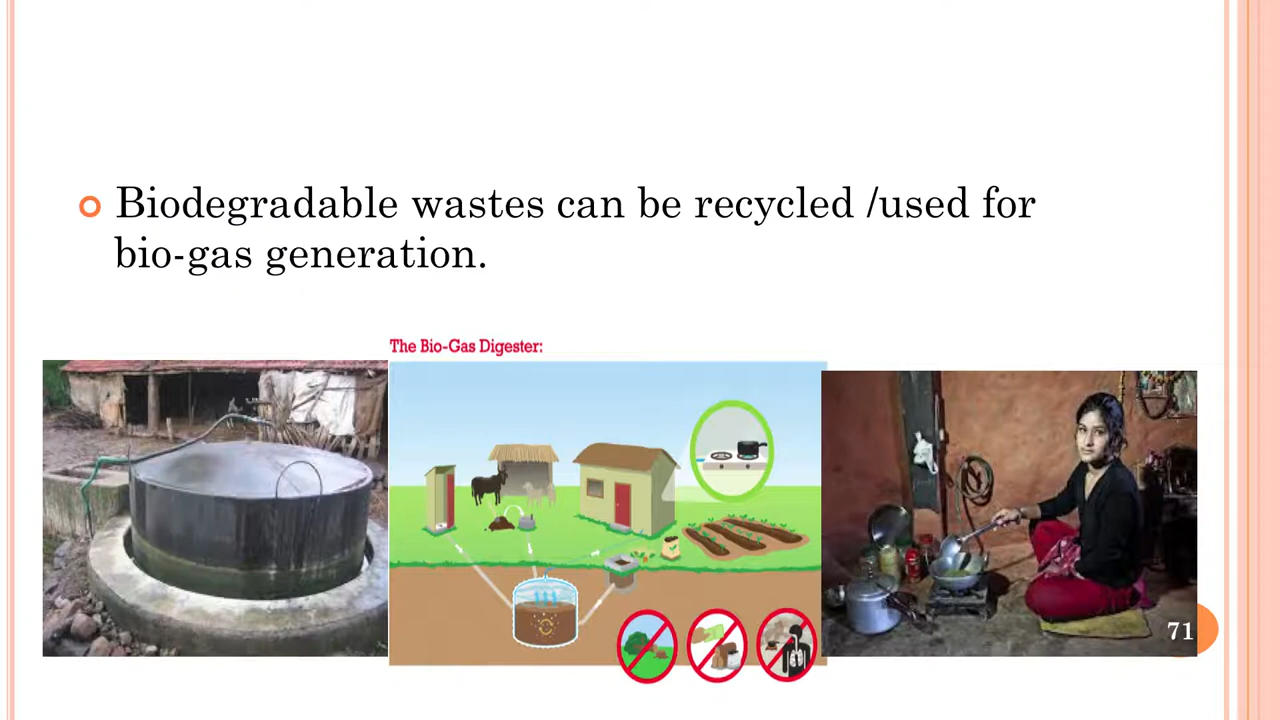 Biodegradable wastes can be recycled /used for
bio-gas generation.
The Bio-Gas Digester:
71